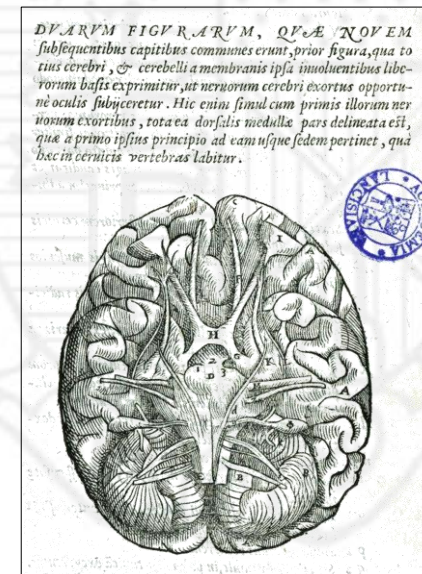 DVARVM FIGVRARVM, QVÆ NOVEM
subsequentibus capitibus communes erunt, prior figura, qua to
tius cerebri, & cerebelli a membranis ipsa inuoluentibus libe-
rorum basis exprimitur, ut neruorum cerebri exortus opportu-
nè oculis subijceretur. Hic enim simul cum primis illorum ner
uorum exortibus, tota ea dorsalis medullæ pars delineata est,
quæ a primo ipsius principio ad eam usque sedem pertinet, quà
hæc in ceruicis vertebras labitur.
C
I
A
H
G
K
D
A
B
B
LANCISIANA